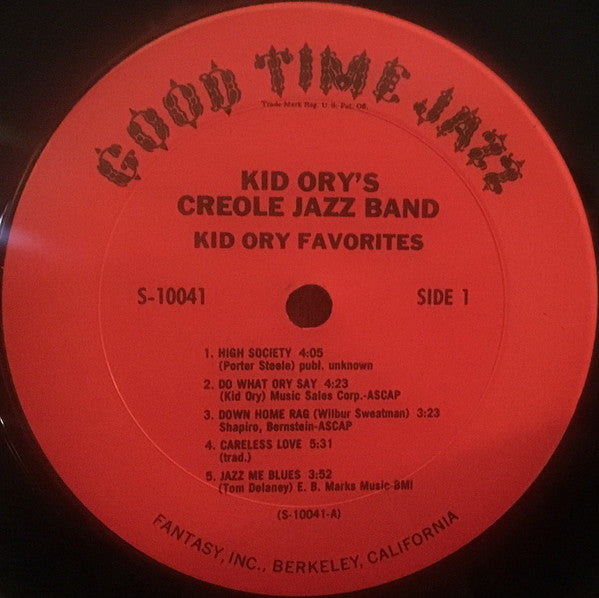 GOOD TIME JAZZ
Trade Mark Reg. U. S. Pat. Off.
KID ORY'S
CREOLE JAZZ BAND
KID ORY FAVORITES
S-10041
SIDE 1
1. HIGH SOCIETY 4:05
(Porter Steele) publ. unknown
2. DO WHAT ORY SAY 4:23
(Kid Ory) Music Sales Corp.-ASCAP
3. DOWN HOME RAG (Wilbur Sweatman) 3:23
Shapiro, Bernstein-ASCAP
4. CARELESS LOVE 5:31
(trad.)
5. JAZZ ME BLUES 3:52
(Tom Delaney) E. B. Marks Music-BMI
(S-10041-A)
FANTASY, INC., BERKELEY, CALIFORNIA